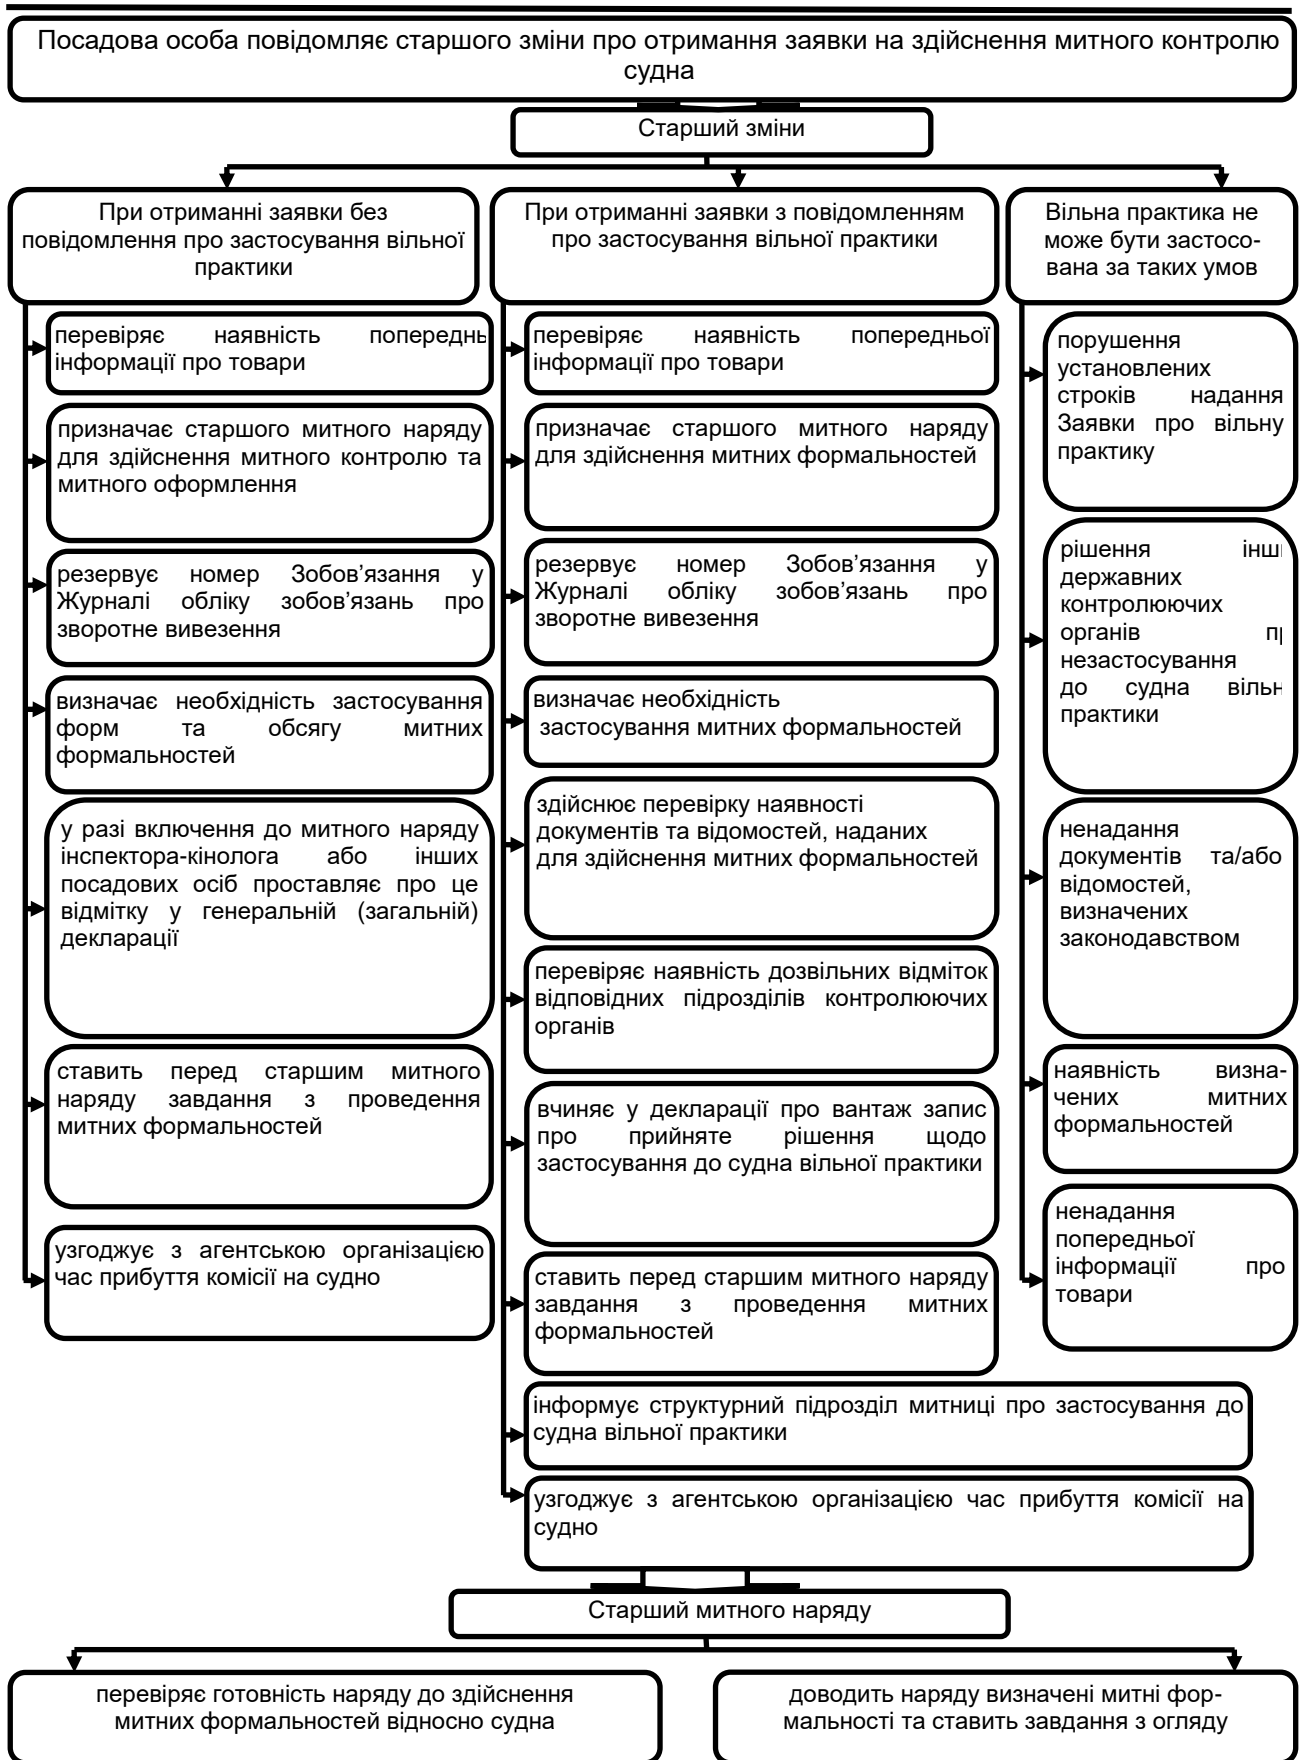 Посадова особа повідомляє старшого зміни про отримання заявки на здійснення митного контролю
судна
Старший зміни
При отриманні заявки без
повідомлення про застосування вільної
практики
перевіряє наявність попереднь
інформації про товари
призначає старшого митного наряду
для здійснення митного контролю та
митного оформлення
резервує номер Зобов’язання у
Журналі обліку зобов’язань про
зворотне вивезення
визначає необхідність застосування
форм та обсягу митних
формальностей
у разі включення до митного наряду
інспектора-кінолога або інших
посадових осіб проставляє про це
відмітку у генеральній (загальній)
декларації
ставить перед старшим митного
наряду завдання з проведення
митних формальностей
узгоджує з агентською організацією
час прибуття комісії на судно
При отриманні заявки з повідомленням
про застосування вільної практики
перевіряє наявність попередньої
інформації про товари
призначає старшого митного наряду
для здійснення митних формальностей
резервує номер Зобов’язання у
Журналі обліку зобов’язань про
зворотне вивезення
визначає необхідність
застосування митних формальностей
здійснює перевірку наявності
документів та відомостей, наданих
для здійснення митних формальностей
перевіряє наявність дозвільних відміток
відповідних підрозділів контролюючих
органів
вчиняє у декларації про вантаж запис
про прийняте рішення щодо
застосування до судна вільної практики
ставить перед старшим митного наряду
завдання з проведення митних
формальностей
інформує структурний підрозділ митниці про застосування до
судна вільної практики
узгоджує з агентською організацією час прибуття комісії на
судно
Вільна практика не
може бути застосо-
вана за таких умов
порушення
установлених
строків надання
Заявки про вільну
практику
рішення інш
державних
контролюючих
органів п
незастосування
до судна вільн
практики
ненадання
документів та/або
відомостей,
визначених
законодавством
наявність визна-
чених митних
формальностей
ненадання
попередньої
інформації про
товари
Старший митного наряду
перевіряє готовність наряду до здійснення
митних формальностей відносно судна
доводить наряду визначені митні фор-
мальності та ставить завдання з огляду